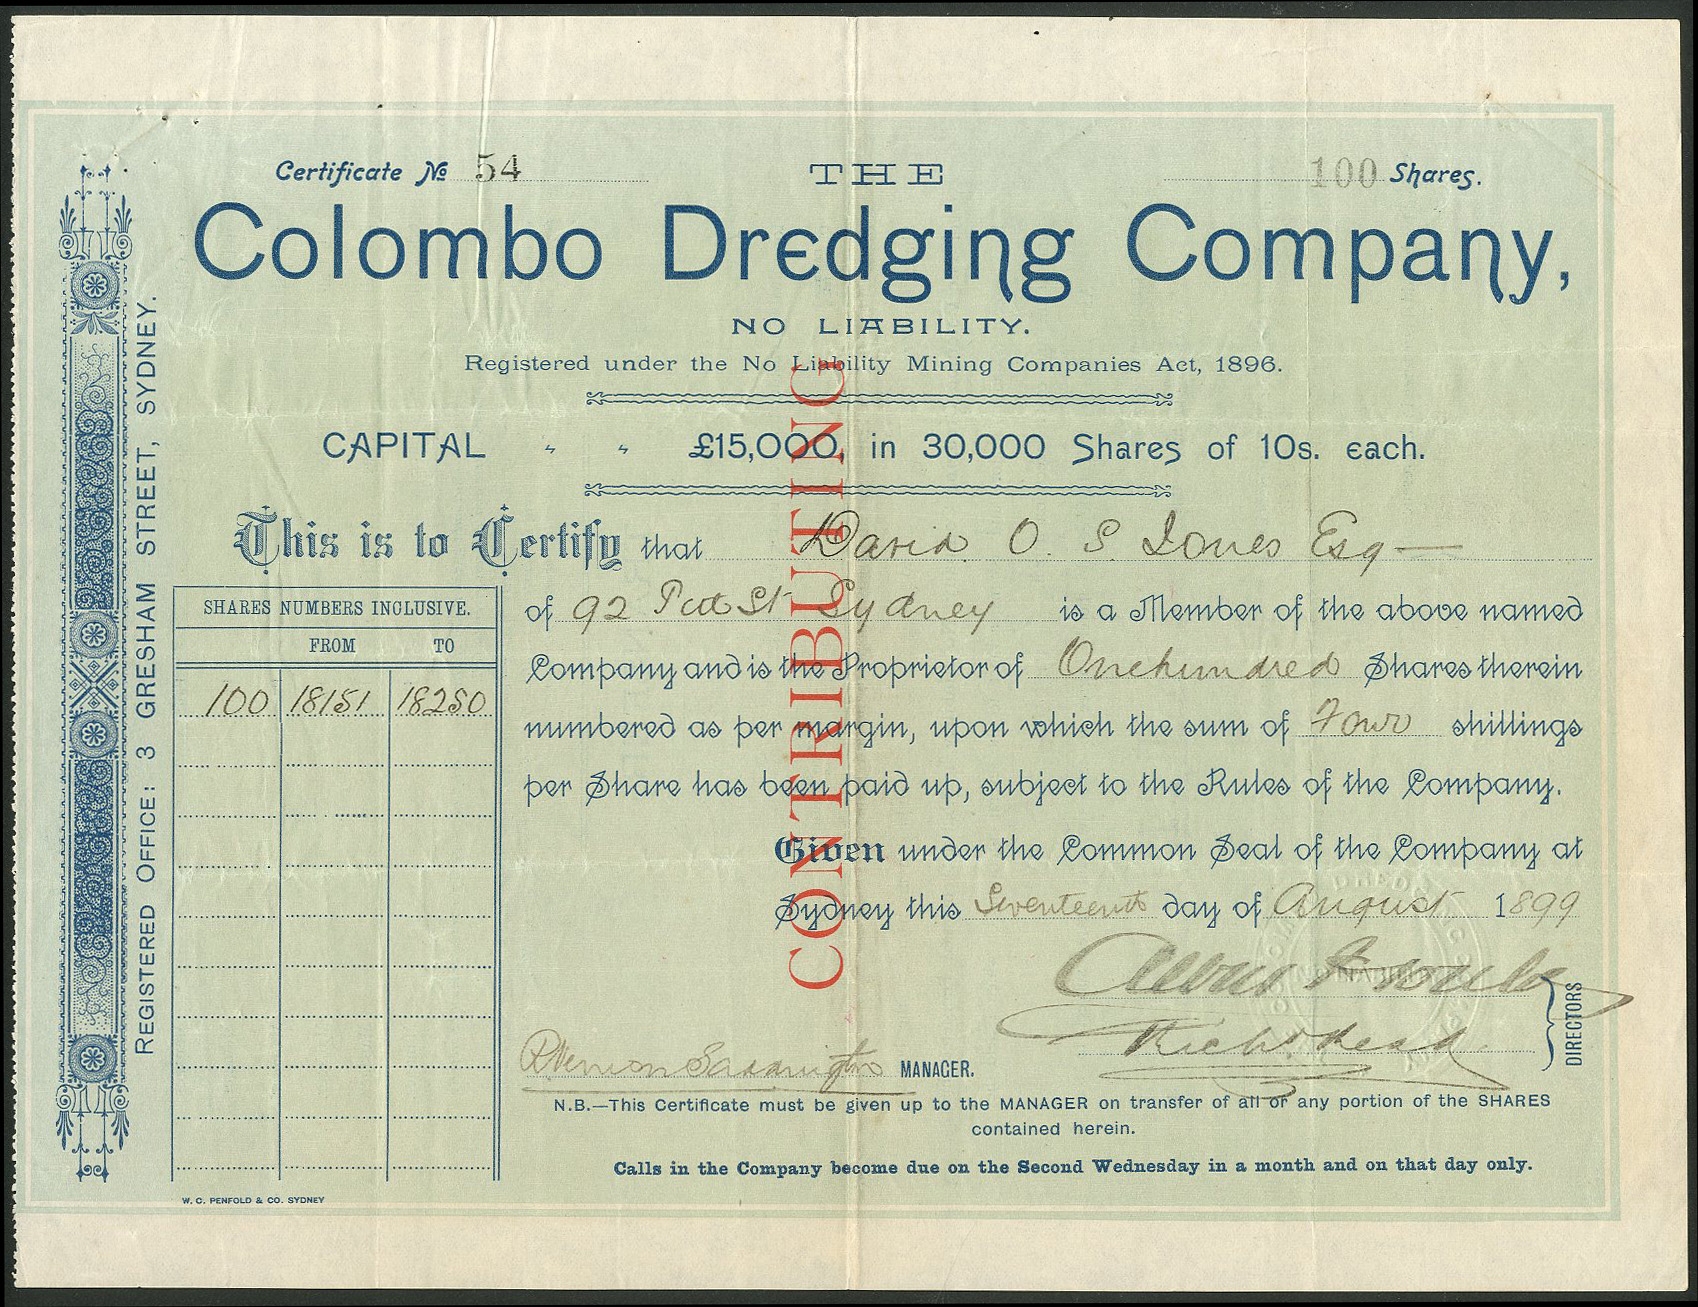 Certificate No 54
100 Shares.
THE
Colombo Dredging Company,
NO LIABILITY.
Registered under the No Liability Mining Companies Act, 1896.
CAPITAL £15,000, in 30,000 Shares of 10s. each.
This is to Certify that David O. S. Jones Esq
of 92 Pitt St Sydney is a Member of the above named
Company and is the Proprietor of One hundred Shares therein
numbered as per margin, upon which the sum of Four shillings
per Share has been paid up, subject to the Rules of the Company.
Given under the Common Seal of the Company at
Sydney this Seventeenth day of August 1899
SHARES NUMBERS INCLUSIVE.
FROM TO
100 18151 18250
CONTRIBUTING
REGISTERED OFFICE: 3 GRESHAM STREET, SYDNEY.
DIRECTORS
MANAGER.
N.B.—This Certificate must be given up to the MANAGER on transfer of all or any portion of the SHARES
contained herein.
Calls in the Company become due on the Second Wednesday in a month and on that day only.
W. C. PENFOLD & CO. SYDNEY